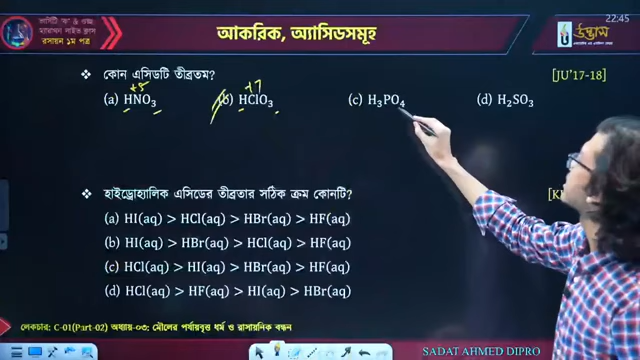 ভার্সিটি 'ক' ও গুচ্ছ
ম্যারাথন লাইভ ক্লাস
রসায়ন ১ম পত্র
আকরিক, অ্যাসিডসমূহ
উদ্ভাস
22:45
❖ কোন এসিডটি তীব্রতম?
[JU'17-18]
+5
+7
(a) HNO₃ (b) HClO₃ (c) H₃PO₄ (d) H₂SO₃
❖ হাইড্রোহ্যালিক এসিডের তীব্রতার সঠিক ক্রম কোনটি?
(a) HI(aq) > HCl(aq) > HBr(aq) > HF(aq)
(b) HI(aq) > HBr(aq) > HCl(aq) > HF(aq)
(c) HCl(aq) > HI(aq) > HBr(aq) > HF(aq)
(d) HCl(aq) > HF(aq) > HI(aq) > HBr(aq)
লেকচার: C-01(Part-02) অধ্যায়-০৩: মৌলের পর্যায়বৃত্ত ধর্ম ও রাসায়নিক বন্ধন
SADAT AHMED DIPRO